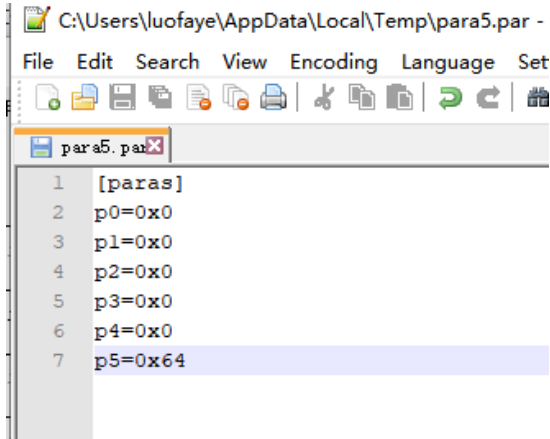 C:\Users\luofaye\AppData\Local\Temp\para5.par -
File Edit Search View Encoding Language Set
para5.par
1 [paras]
2 p0=0x0
3 p1=0x0
4 p2=0x0
5 p3=0x0
6 p4=0x0
7 p5=0x64